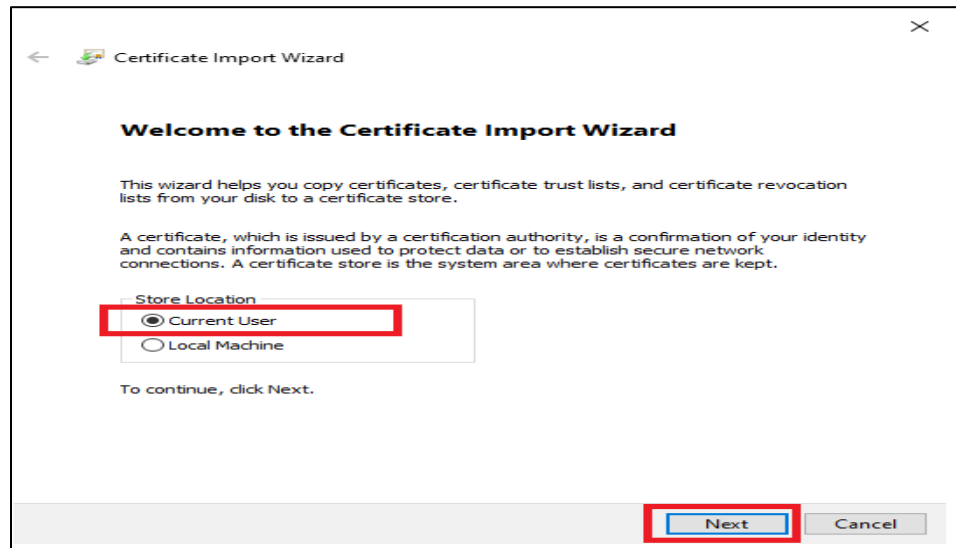 Certificate Import Wizard
Welcome to the Certificate Import Wizard
This wizard helps you copy certificates, certificate trust lists, and certificate revocation
lists from your disk to a certificate store.
A certificate, which is issued by a certification authority, is a confirmation of your identity
and contains information used to protect data or to establish secure network
connections. A certificate store is the system area where certificates are kept.
Store Location
Current User
Local Machine
To continue, click Next.
Next Cancel